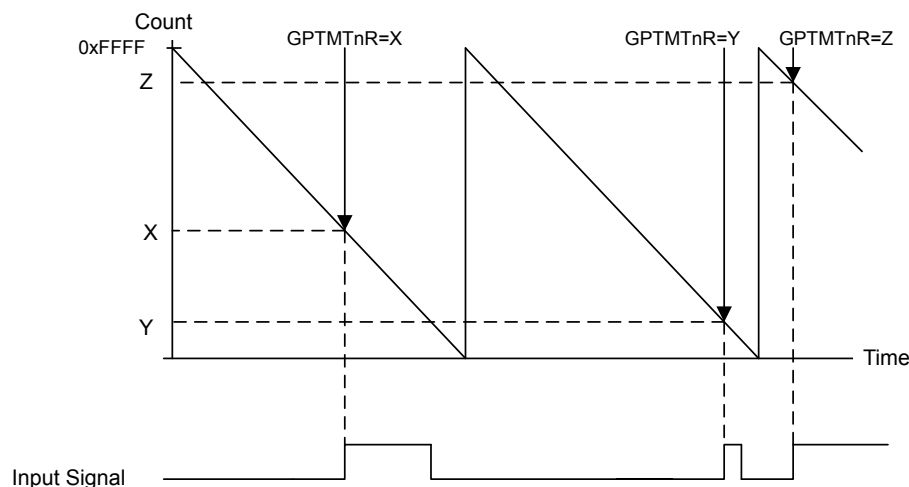 Count
0xFFFF
GPTMTnR=X
GPTMTnR=Y
GPTMTnR=Z
Z
X
Y
Time
Input Signal